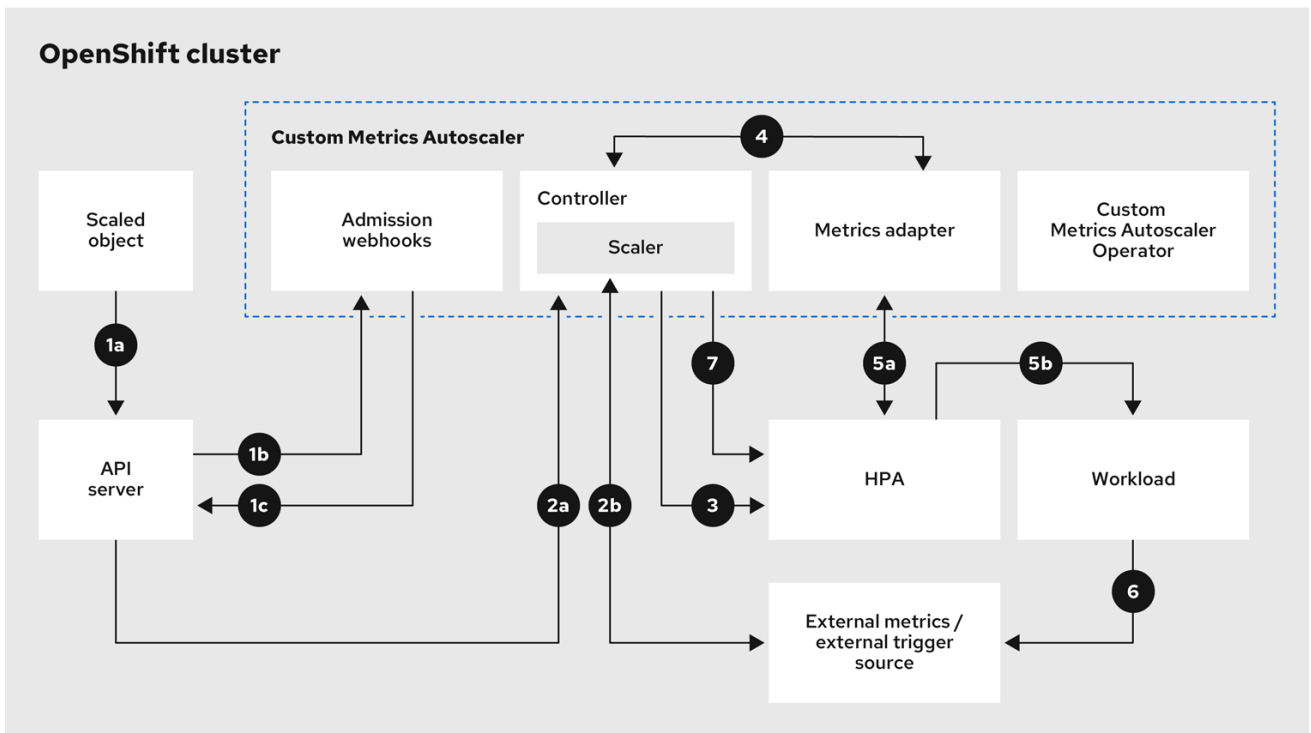 OpenShift cluster
Custom Metrics Autoscaler
4
Scaled
object
Admission
webhooks
Controller
Scaler
Metrics adapter
Custom
Metrics Autoscaler
Operator
1a
7
5a
5b
API
server
1b
1c
2a
2b
3
HPA
Workload
6
External metrics /
external trigger
source